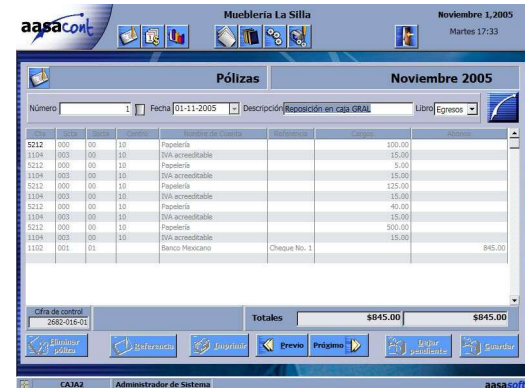 aasacont
Mueblería La Silla
Noviembre 1,2005
Martes 17:33
Pólizas
Noviembre 2005
Número 1 Fecha 01-11-2005 Descripción Reposición en caja GRAL Libro Egresos
Cta Scta Sscta Centro Nombre de Cuenta Referencia Cargos Abonos
5212 000 00 10 Papelería 100.00
1104 003 00 10 IVA acreeditable 15.00
5212 000 00 10 Papelería 5.00
1104 003 00 10 IVA acreeditable 15.00
5212 000 00 10 Papelería 125.00
1104 003 00 10 IVA acreeditable 15.00
5212 000 00 10 Papelería 40.00
1104 003 00 10 IVA acreeditable 15.00
5212 000 00 10 Papelería 500.00
1104 003 00 10 IVA acreeditable 15.00
1102 001 01 Banco Mexicano Cheque No. 1 845.00
Cifra de control
2682-016-01
Totales $845.00 $845.00
Eliminar póliza Referencia Imprimir Previo Próximo Dejar pendiente Guardar
CAJA2 Administrador de Sistema aasasoft